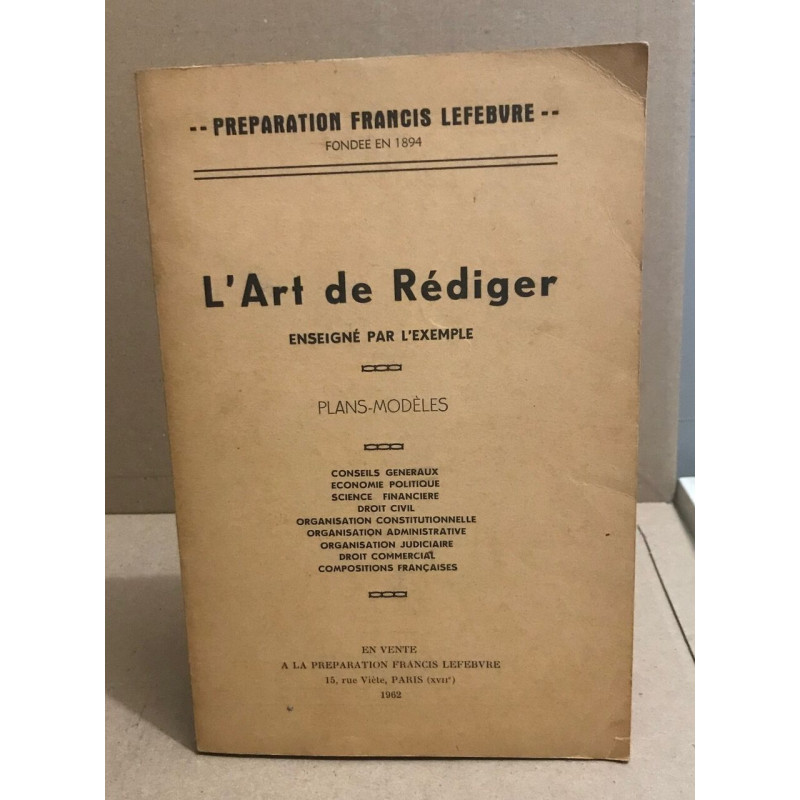 -- PREPARATION FRANCIS LEFEBVRE --
FONDEE EN 1894
L'Art de Rédiger
ENSEIGNÉ PAR L'EXEMPLE
PLANS-MODÈLES
CONSEILS GENERAUX
ECONOMIE POLITIQUE
SCIENCE FINANCIERE
DROIT CIVIL
ORGANISATION CONSTITUTIONNELLE
ORGANISATION ADMINISTRATIVE
ORGANISATION JUDICIAIRE
DROIT COMMERCIAL
COMPOSITIONS FRANÇAISES
EN VENTE
A LA PREPARATION FRANCIS LEFEBVRE
15, rue Viète, PARIS (XVIIe)
1962